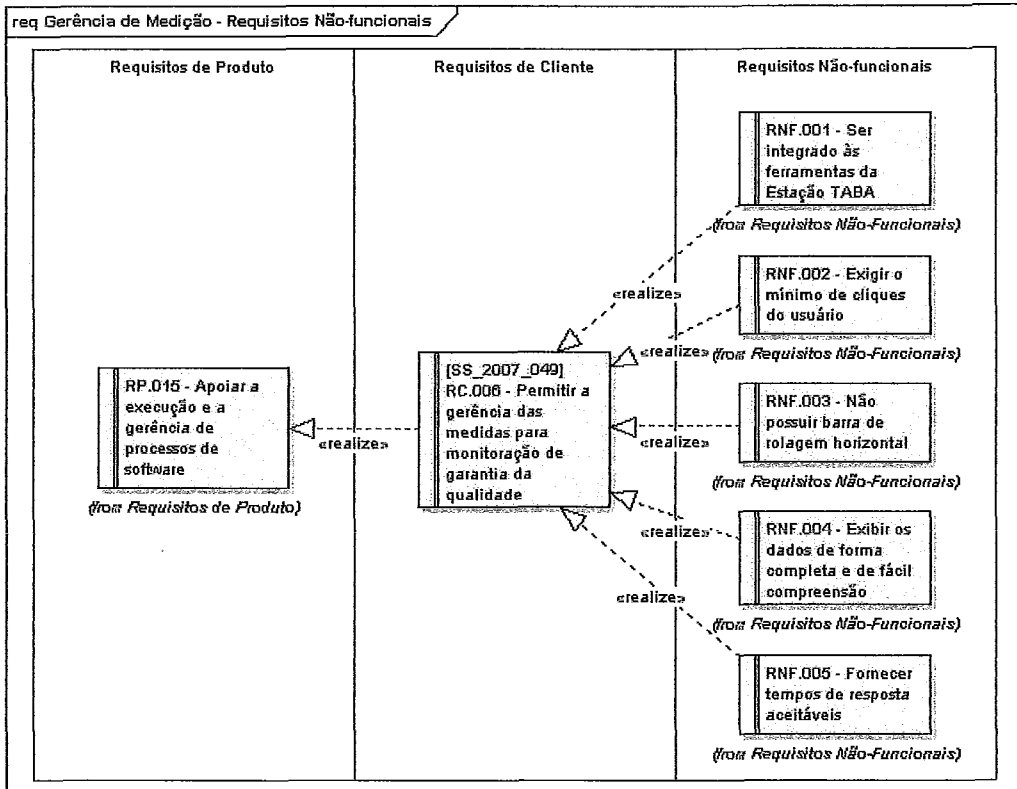 req Gerência de Medição - Requisitos Não-funcionais
Requisitos de Produto
Requisitos de Cliente
Requisitos Não-funcionais
RP.015 - Apoiar a
execução e a
gerência de
processos de
software
(from Requisitos de Produto)
«realize»
[SS_2007_049]
RC.006 - Permitir a
gerência das
medidas para
monitoração de
garantia da
qualidade
«realize»
«realize»
«realize»
«realize»
«realize»
RNF.001 - Ser
integrado às
ferramentas da
Estação TABA
(from Requisitos Não-Funcionais)
RNF.002 - Exigir o
mínimo de cliques
do usuário
(from Requisitos Não-Funcionais)
RNF.003 - Não
possuir barra de
rolagem horizontal
(from Requisitos Não-Funcionais)
RNF.004 - Exibir os
dados de forma
completa e de fácil
compreensão
(from Requisitos Não-Funcionais)
RNF.005 - Fornecer
tempos de resposta
aceitáveis
(from Requisitos Não-Funcionais)